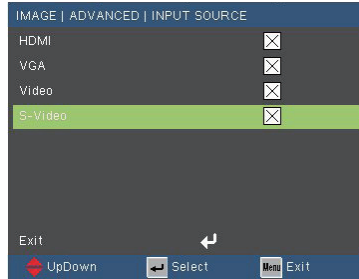 IMAGE | ADVANCED | INPUT SOURCE
HDMI
VGA
Video
S-Video
Exit
UpDown Select Menu Exit